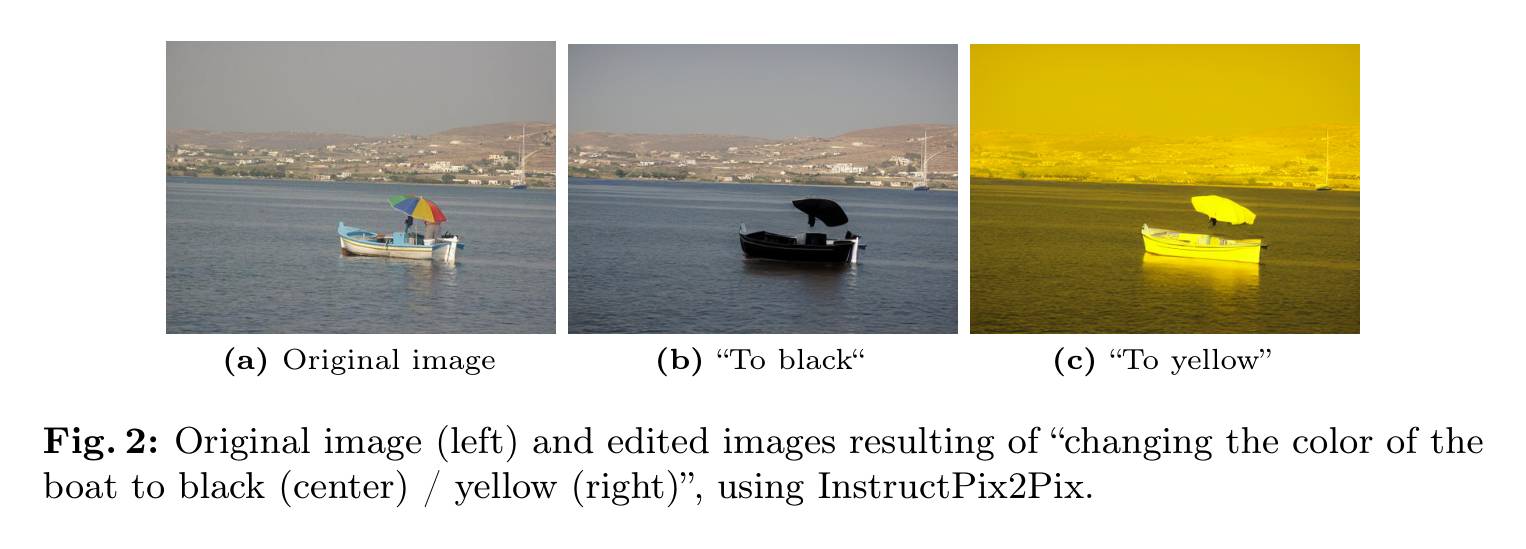 (a) Original image
(b) “To black“
(c) “To yellow”
Fig. 2: Original image (left) and edited images resulting of “changing the color of the
boat to black (center) / yellow (right)”, using InstructPix2Pix.